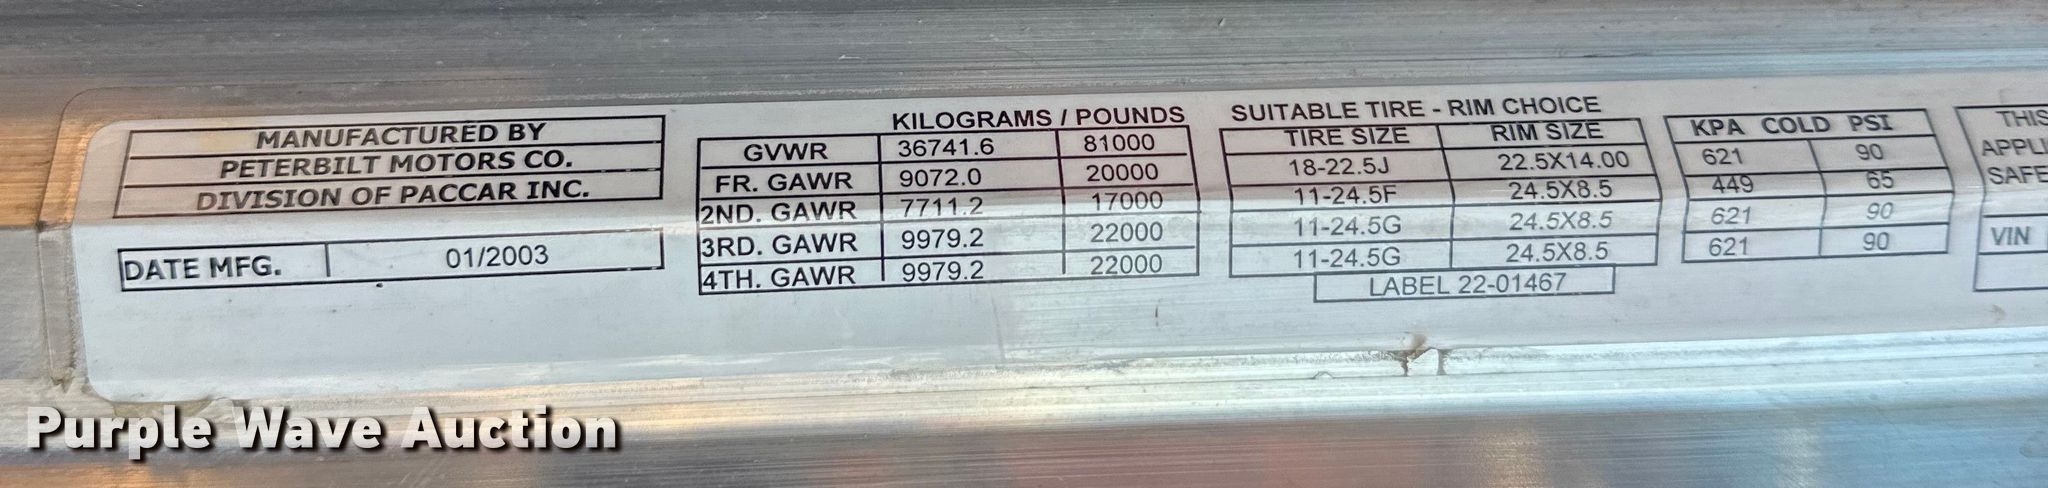 MANUFACTURED BY
PETERBILT MOTORS CO.
DIVISION OF PACCAR INC.
DATE MFG. 01/2003
KILOGRAMS / POUNDS
GVWR 36741.6 81000
FR. GAWR 9072.0 20000
2ND. GAWR 7711.2 17000
3RD. GAWR 9979.2 22000
4TH. GAWR 9979.2 22000
SUITABLE TIRE - RIM CHOICE
TIRE SIZE RIM SIZE
18-22.5J 22.5X14.00
11-24.5F 24.5X8.5
11-24.5G 24.5X8.5
11-24.5G 24.5X8.5
LABEL 22-01467
KPA COLD PSI
621 90
449 65
621 90
621 90
THIS
APPLI
SAFE
VIN
Purple Wave Auction